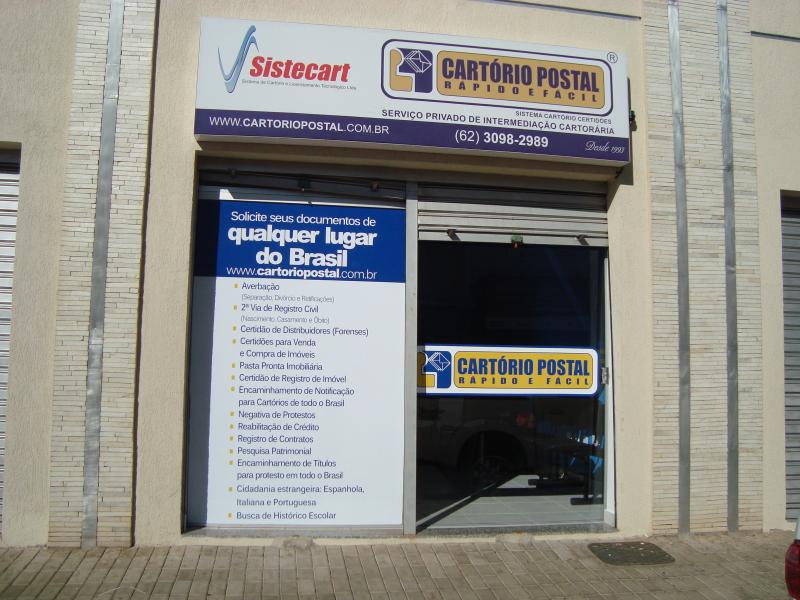 Sistecart
Sistema de Cartório e Licenciamento Tecnológico Ltda
CARTÓRIO POSTAL
RÁPIDO E FÁCIL
®
SISTEMA CARTÓRIO CERTIDÕES
SERVIÇO PRIVADO DE INTERMEDIAÇÃO CARTORÁRIA
WWW.CARTORIOPOSTAL.COM.BR
(62) 3098-2989
Desde 1993
Solicite seus documentos de
qualquer lugar
do Brasil
www.cartoriopostal.com.br
Averbação
(Separação, Divórcio e Retificações)
2ª Via de Registro Civil
(Nascimento, Casamento e Óbito)
Certidão de Distribuidores (Forenses)
Certidões para Venda
e Compra de Imóveis
Pasta Pronta Imobiliária
Certidão de Registro de Imóvel
Encaminhamento de Notificação
para Cartórios de todo o Brasil
Negativa de Protestos
Reabilitação de Crédito
Registro de Contratos
Pesquisa Patrimonial
Encaminhamento de Títulos
para protesto em todo o Brasil
Cidadania estrangeira: Espanhola,
Italiana e Portuguesa
Busca de Histórico Escolar
CARTÓRIO POSTAL
RÁPIDO E FÁCIL